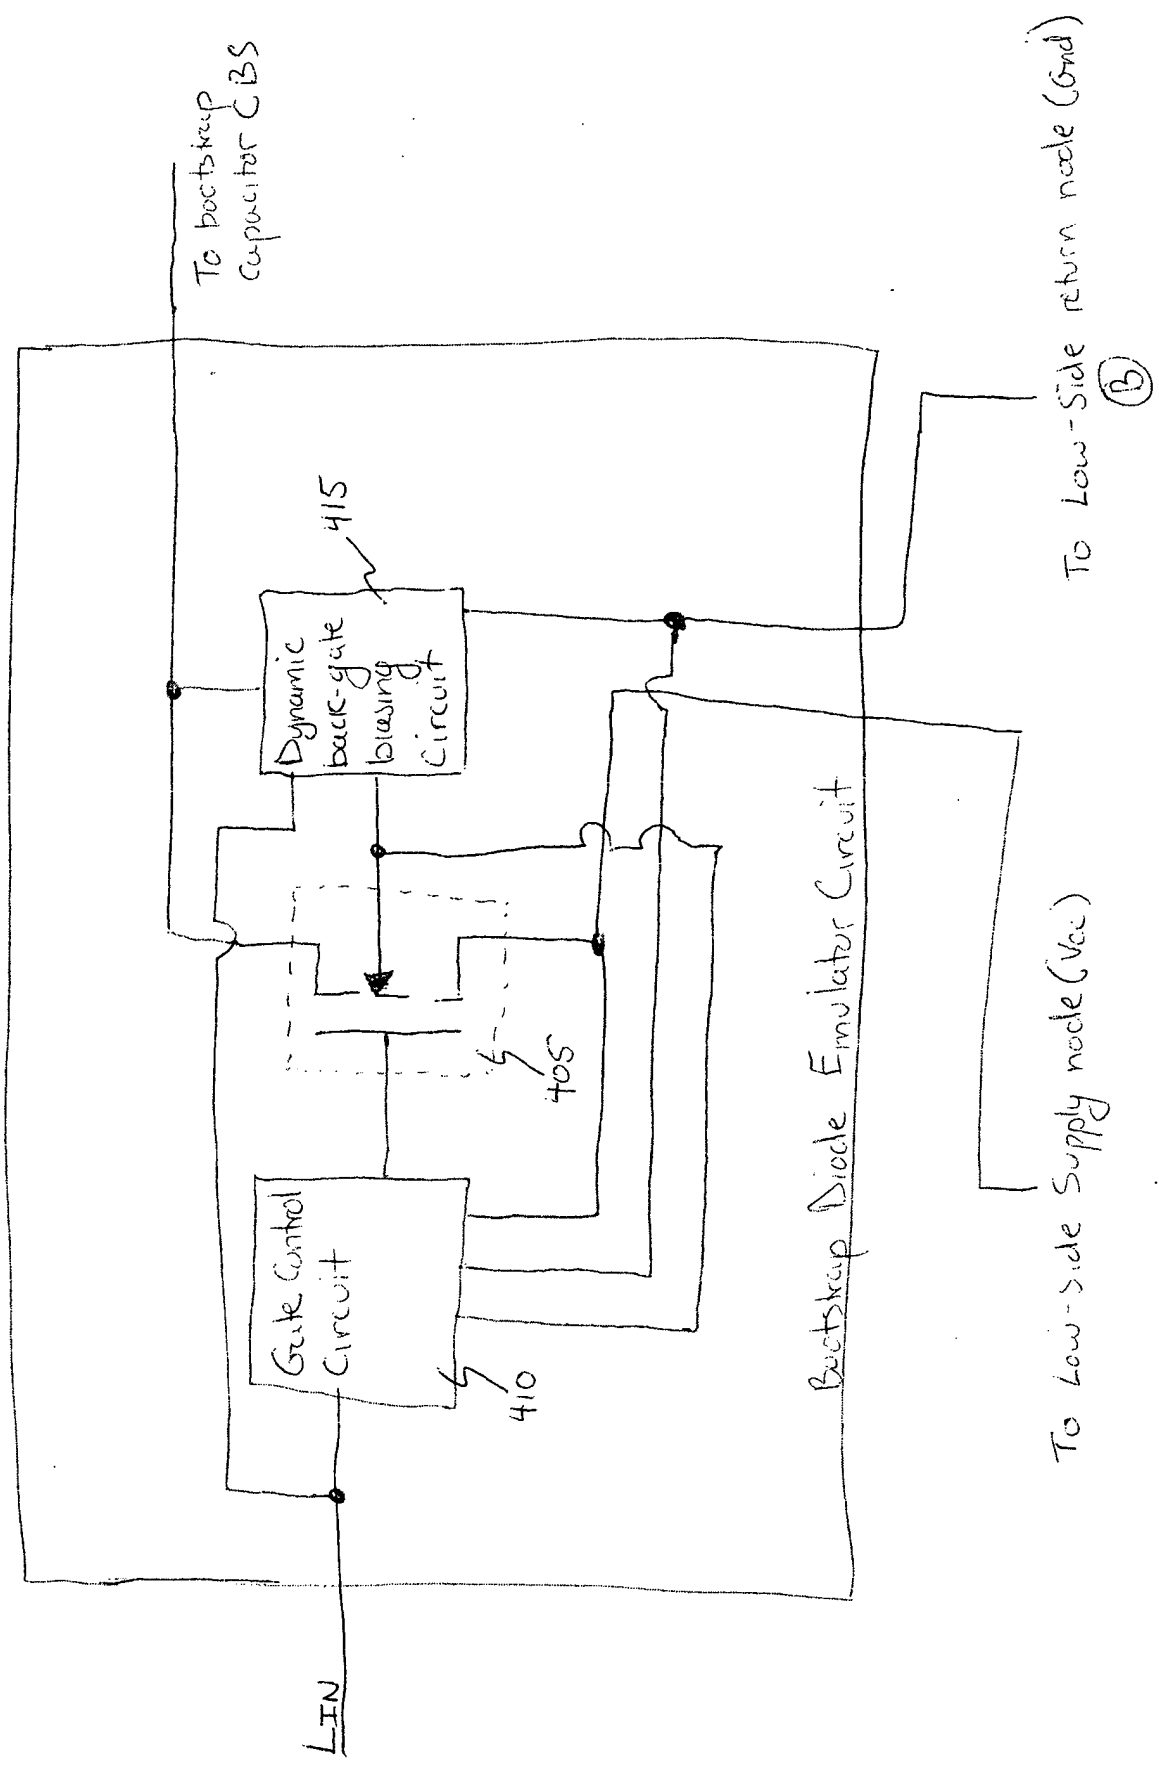 To bootstrap
Capacitor CBS
415
Dynamic
back-gate
biasing
Circuit
405
Gate Control
Circuit
410
LIN
Bootstrap Diode Emulator Circuit
To Low-Side return node (Gnd)
B
To Low-side Supply node (Vcc)